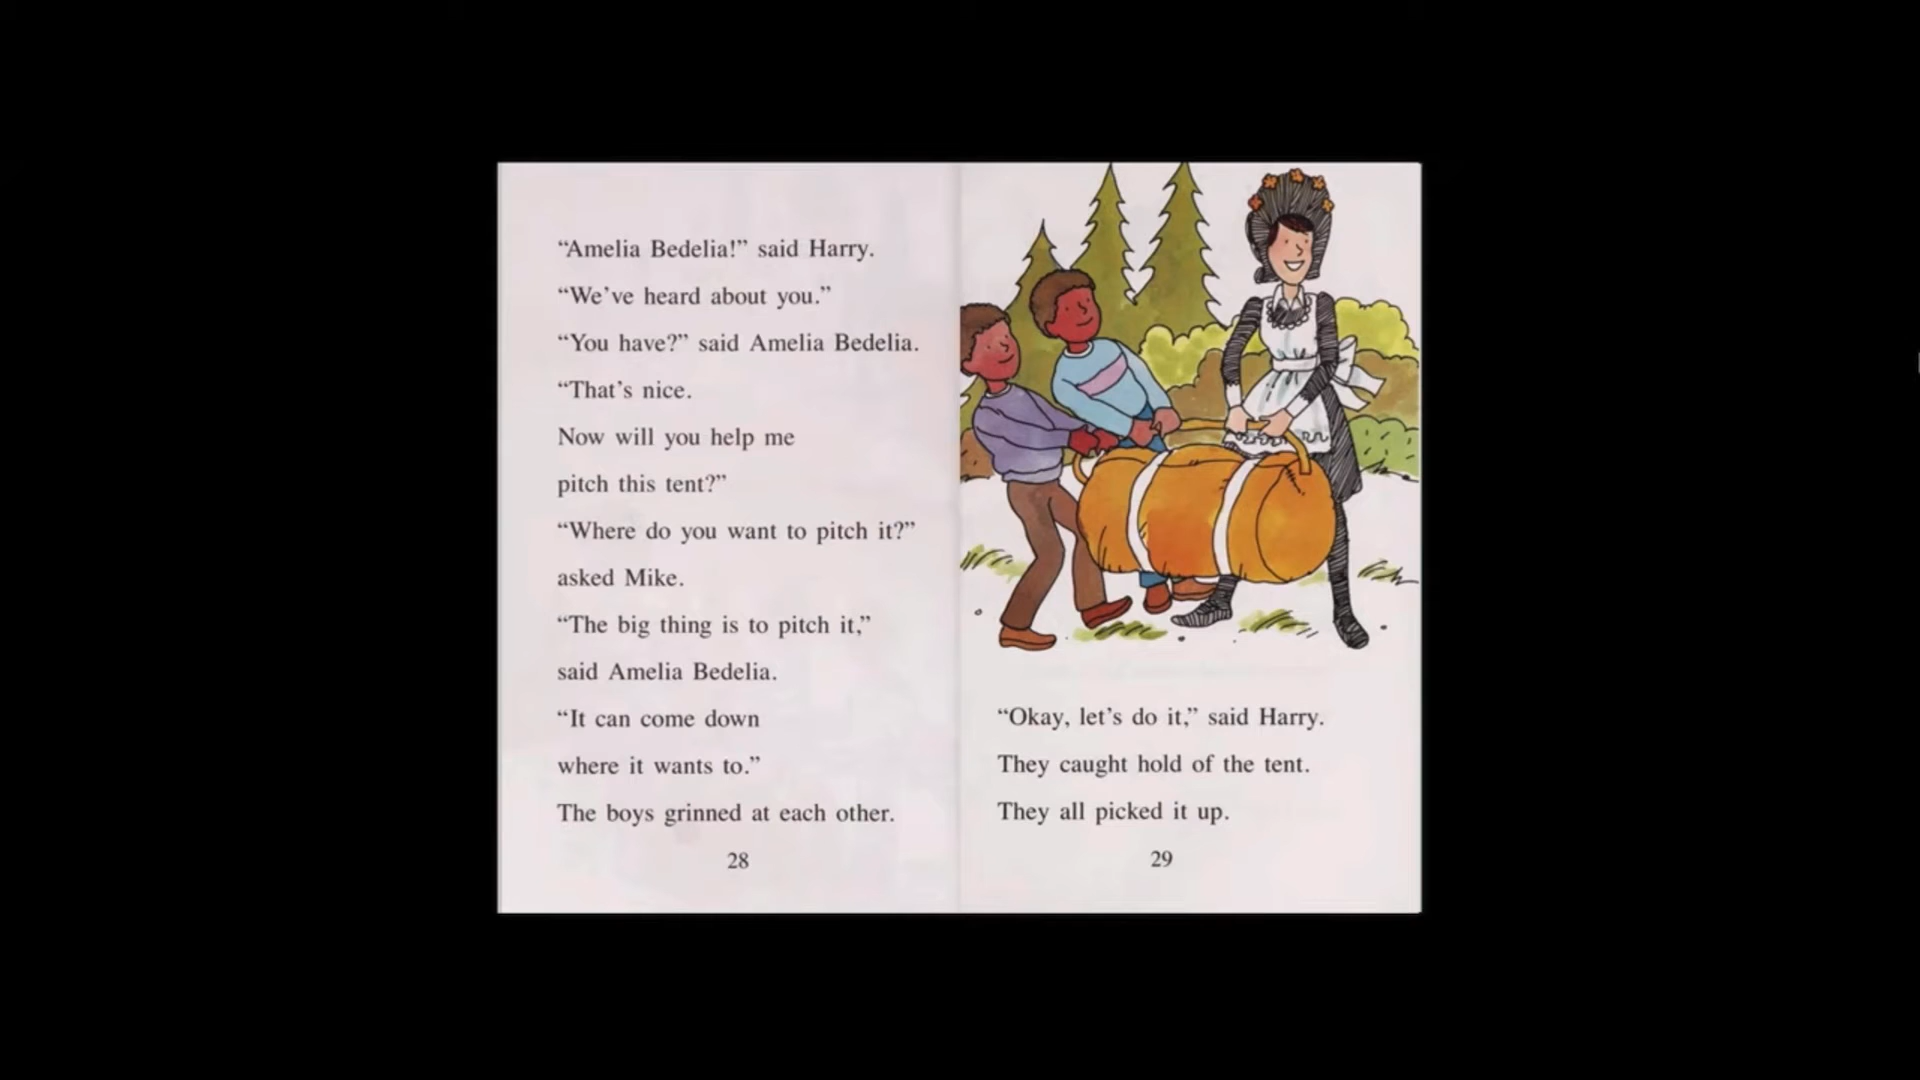 “Amelia Bedelia!” said Harry.
“We’ve heard about you.”
“You have?” said Amelia Bedelia.
“That’s nice.
Now will you help me
pitch this tent?”
“Where do you want to pitch it?”
asked Mike.
“The big thing is to pitch it,”
said Amelia Bedelia.
“It can come down
where it wants to.”
The boys grinned at each other.
28
“Okay, let’s do it,” said Harry.
They caught hold of the tent.
They all picked it up.
29